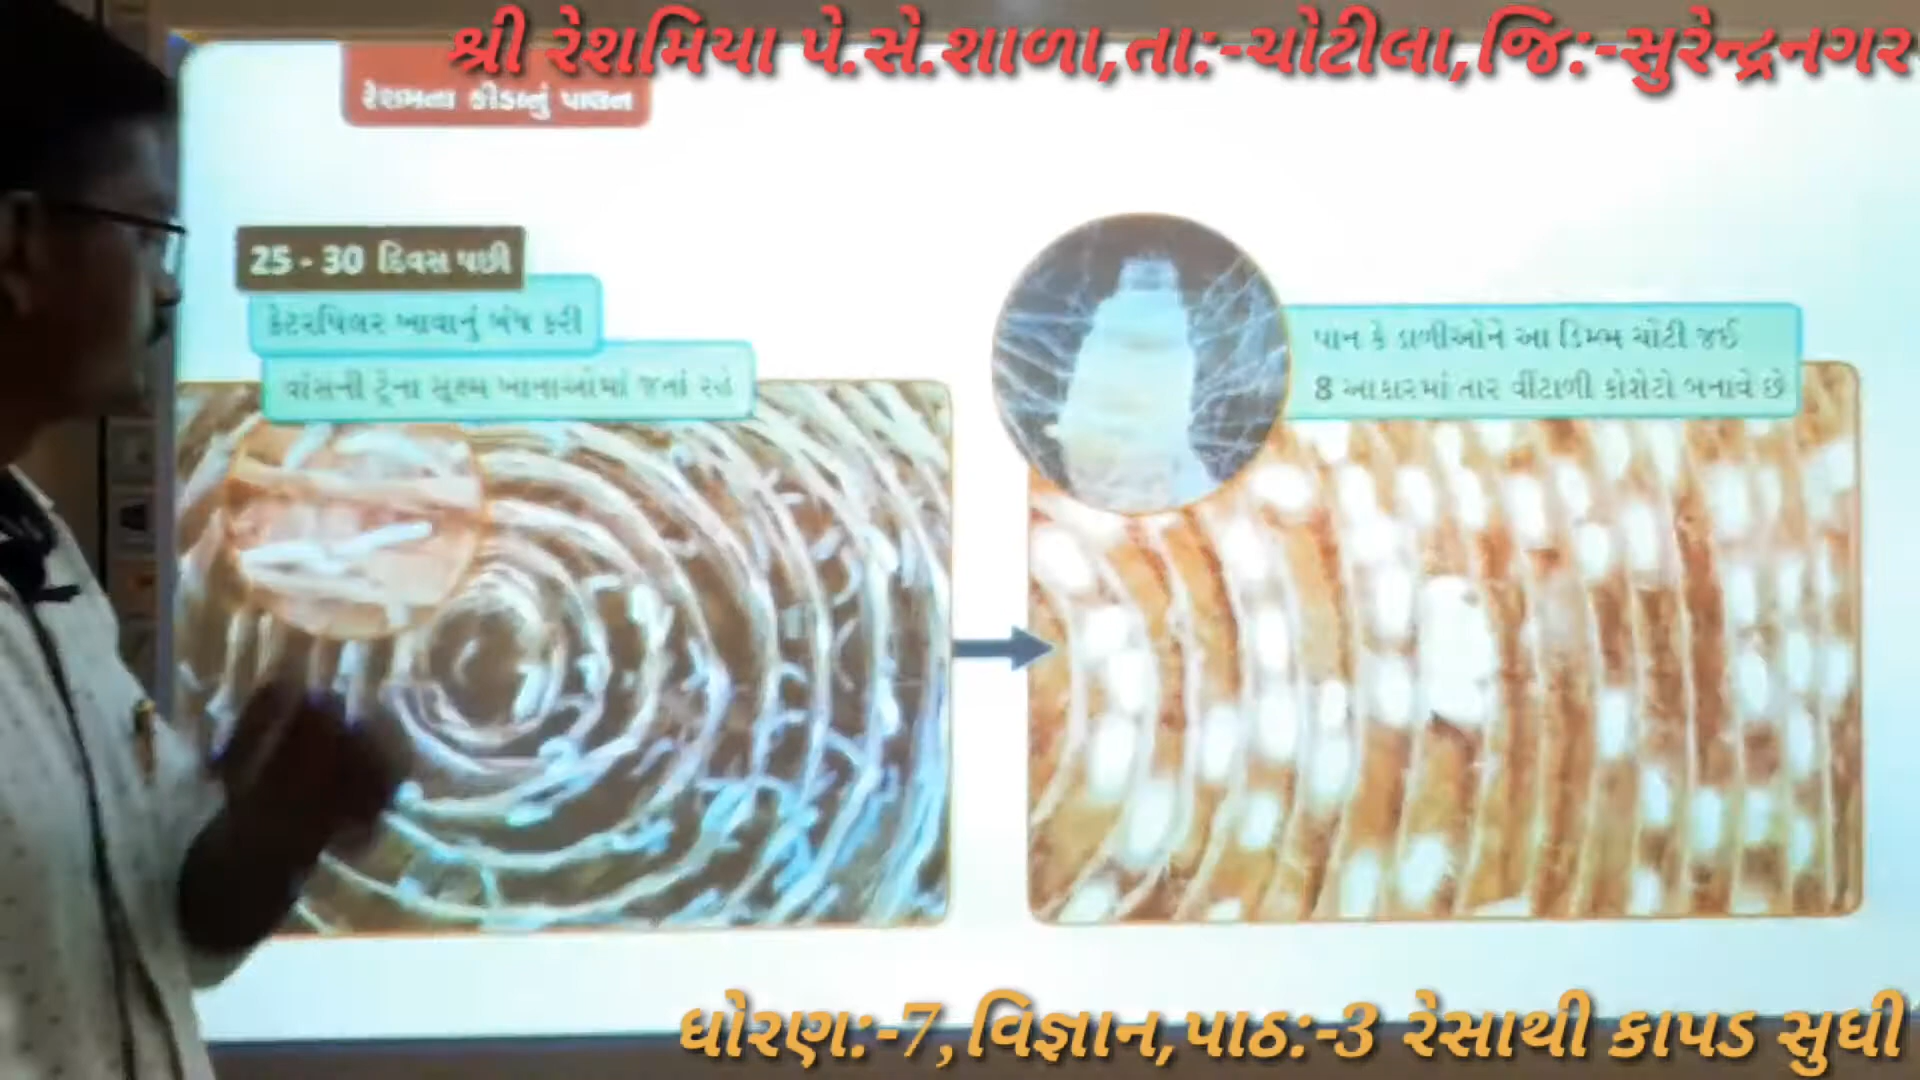 શ્રી રેશમિયા પે.સે.શાળા,તા:-ચોટીલા,જિ:-સુરેન્દ્રનગર
રેશમના કીડાનું પાલન
25 - 30 દિવસ પછી
કેટરપિલર ખાવાનું બંધ કરી
વાંસની ટ્રેના સૂક્ષ્મ ખાનાઓમાં જતાં રહે
પાન કે ડાળીઓને આ ડિમ્ભ ચોંટી જઈ
8 આકારમાં તાર વીંટાળી કોશેટો બનાવે છે
ધોરણ:-7,વિજ્ઞાન,પાઠ:-3 રેસાથી કાપડ સુધી